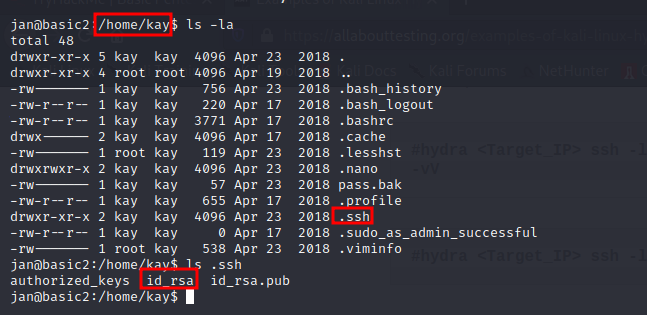 jan@basic2:/home/kay$ ls -la
total 48
drwxr-xr-x 5 kay  kay  4096 Apr 23  2018 .
drwxr-xr-x 4 root root 4096 Apr 19  2018 ..
-rw------- 1 kay  kay   756 Apr 23  2018 .bash_history
-rw-r--r-- 1 kay  kay   220 Apr 17  2018 .bash_logout
-rw-r--r-- 1 kay  kay  3771 Apr 17  2018 .bashrc
drwx------ 2 kay  kay  4096 Apr 17  2018 .cache
-rw------- 1 root kay   119 Apr 23  2018 .lesshst
drwxrwxr-x 2 kay  kay  4096 Apr 23  2018 .nano
-rw------- 1 kay  kay    57 Apr 23  2018 pass.bak
-rw-r--r-- 1 kay  kay   655 Apr 17  2018 .profile
drwxr-xr-x 2 kay  kay  4096 Apr 23  2018 .ssh
-rw-r--r-- 1 kay  kay     0 Apr 17  2018 .sudo_as_admin_successful
-rw------- 1 root kay   538 Apr 23  2018 .viminfo
jan@basic2:/home/kay$ ls .ssh
authorized_keys  id_rsa  id_rsa.pub
jan@basic2:/home/kay$
allabouttesting.org
Kali Docs
Kali Forums
NetHunter
#hydra <Target_IP> ssh -l
-vV
#hydra <Target_IP> ssh -l